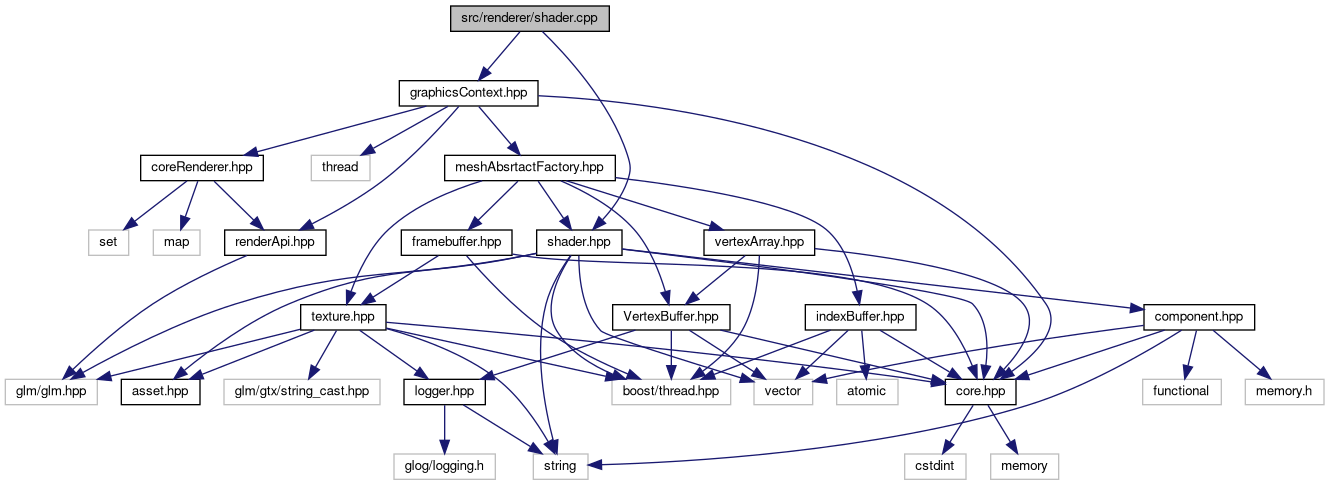 src/renderer/shader.cpp
graphicsContext.hpp
coreRenderer.hpp
thread
meshAbsrtactFactory.hpp
set
map
renderApi.hpp
framebuffer.hpp
shader.hpp
vertexArray.hpp
texture.hpp
VertexBuffer.hpp
indexBuffer.hpp
component.hpp
glm/glm.hpp
asset.hpp
glm/gtx/string_cast.hpp
logger.hpp
boost/thread.hpp
vector
atomic
core.hpp
functional
memory.h
glog/logging.h
string
cstdint
memory